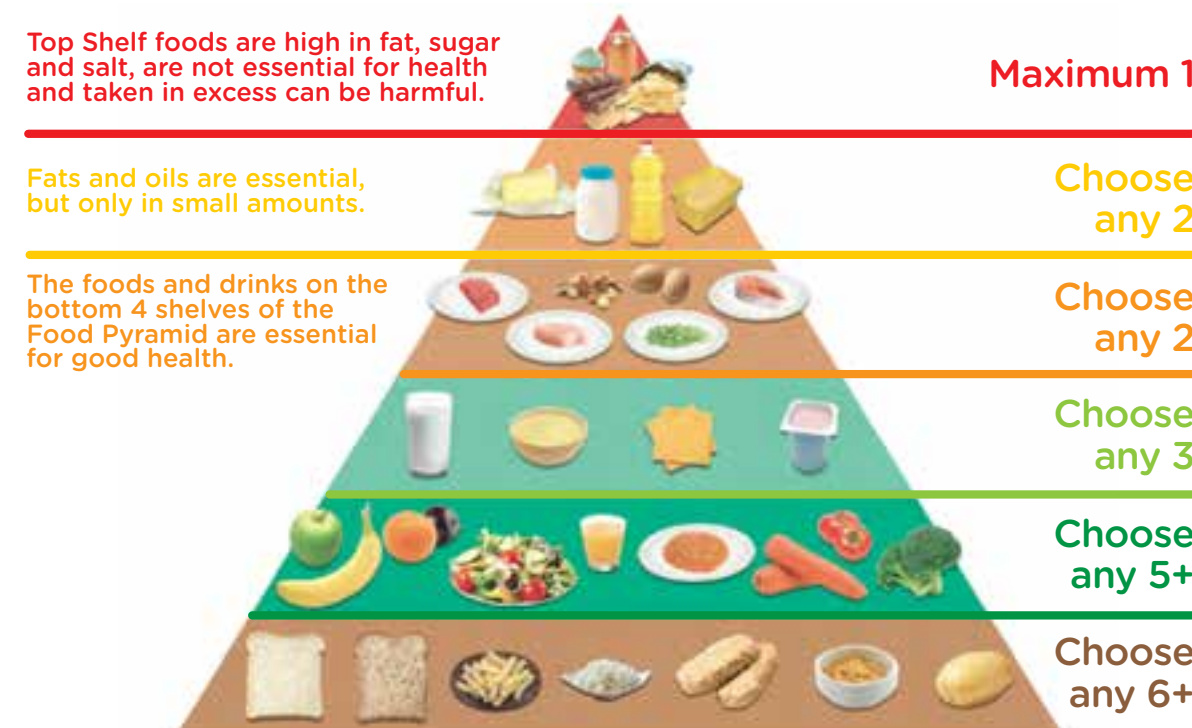 Top Shelf foods are high in fat, sugar
and salt, are not essential for health
and taken in excess can be harmful.
Maximum 1
Fats and oils are essential,
but only in small amounts.
Choose
any 2
The foods and drinks on the
bottom 4 shelves of the
Food Pyramid are essential
for good health.
Choose
any 2
Choose
any 3
Choose
any 5+
Choose
any 6+